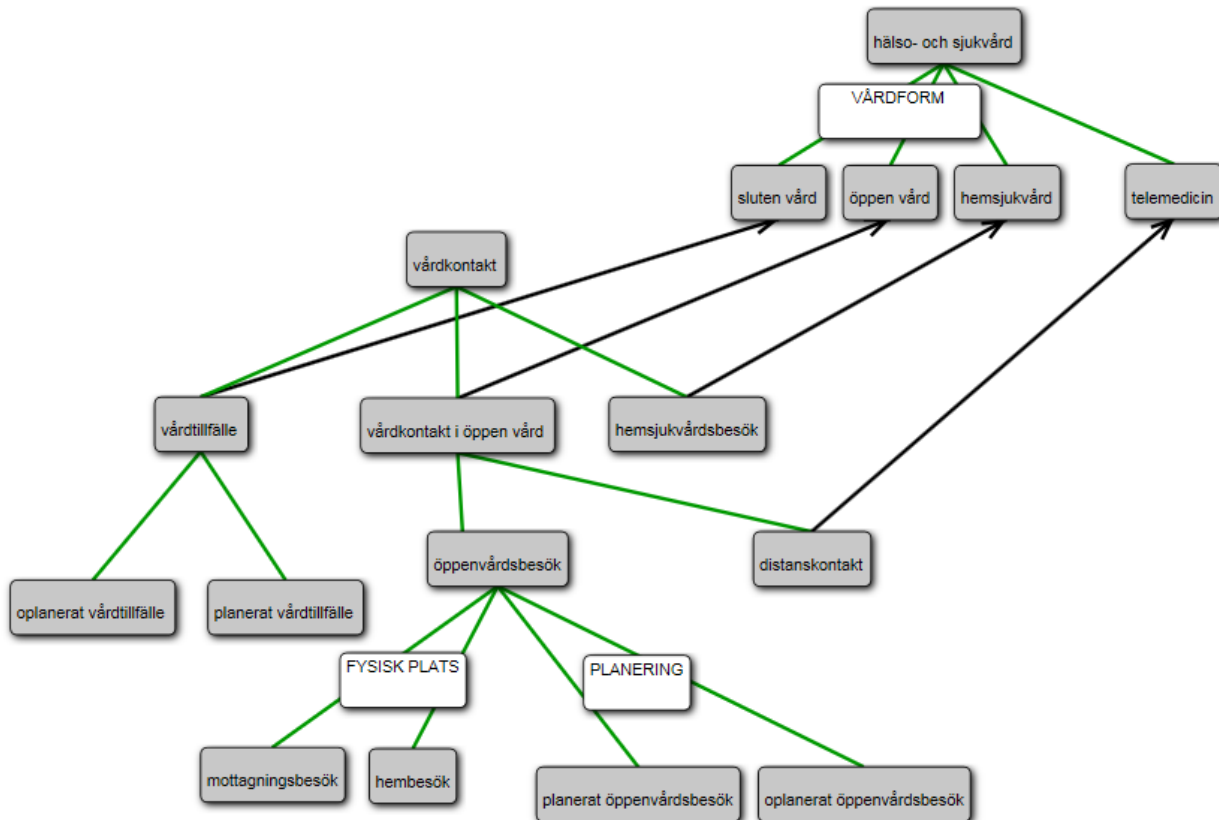 hälso- och sjukvård
VÅRDFORM
sluten vård
öppen vård
hemsjukvård
telemedicin
vårdkontakt
vårdtillfälle
vårdkontakt i öppen vård
hemsjukvårdsbesök
öppenvårdsbesök
distanskontakt
oplanerat vårdtillfälle
planerat vårdtillfälle
FYSISK PLATS
PLANERING
mottagningsbesök
hembesök
planerat öppenvårdsbesök
oplanerat öppenvårdsbesök